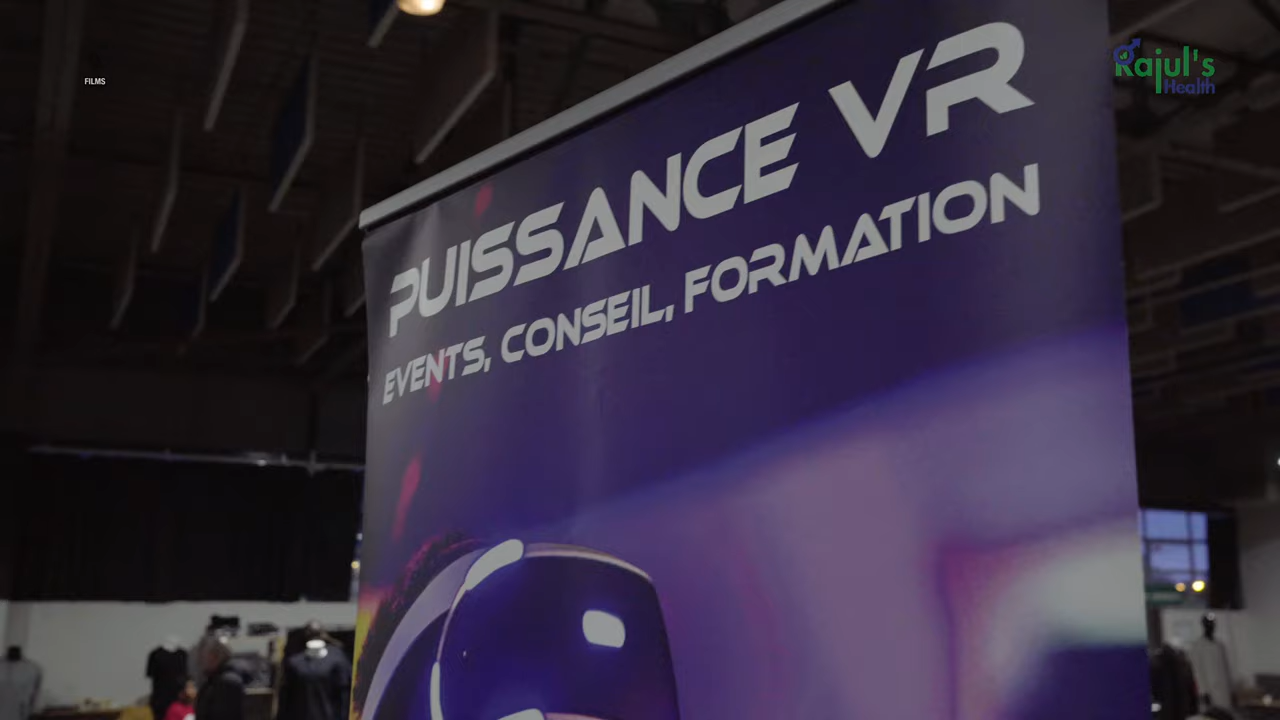 FILMS
Rajul's
Health
PUISSANCE VR
EVENTS, CONSEIL, FORMATION